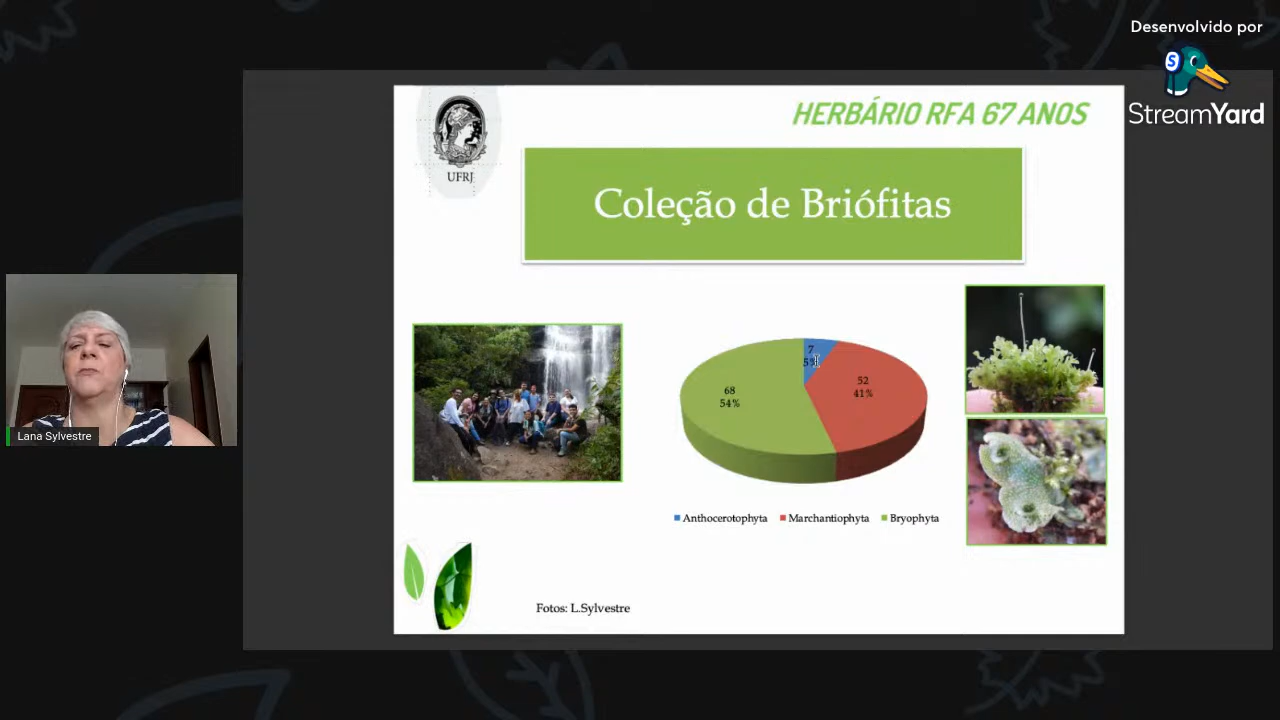 Desenvolvido por
StreamYard
HERBÁRIO RFA 67 ANOS
UFRJ
Coleção de Briófitas
7
5%
52
41%
68
54%
Anthocerotophyta Marchantiophyta Bryophyta
Fotos: L.Sylvestre
Lana Sylvestre